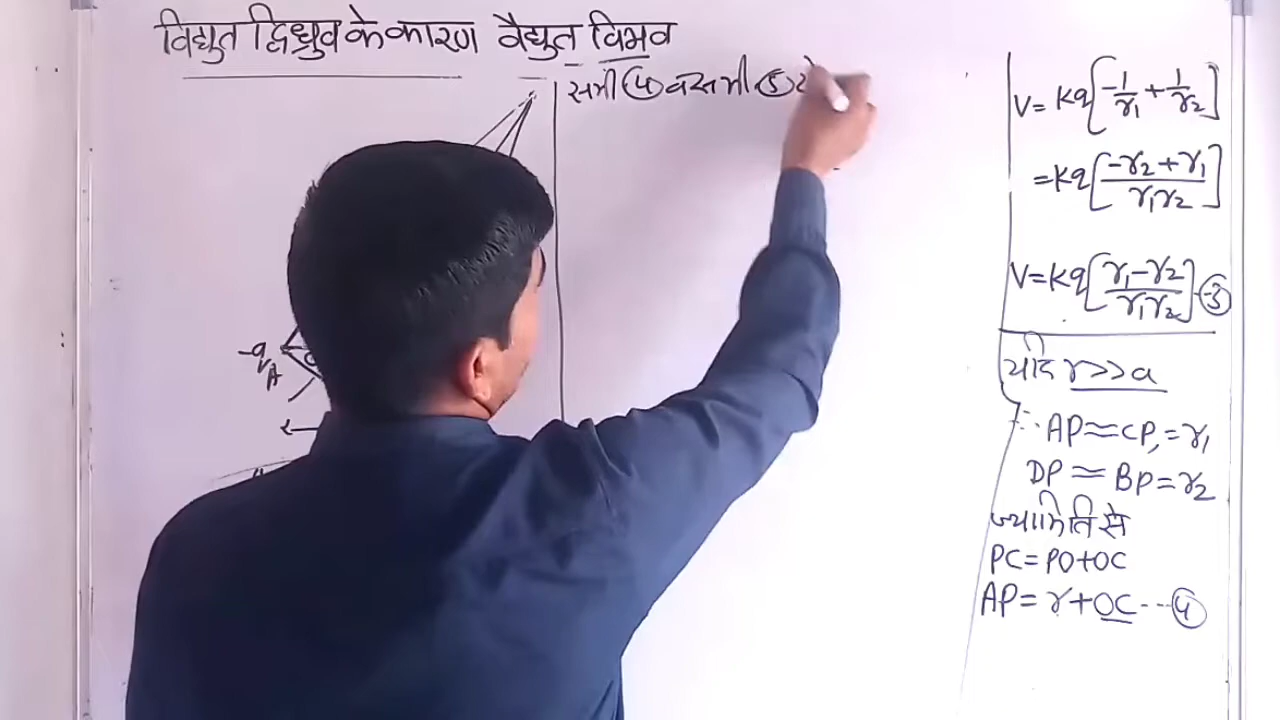 विद्युत द्विध्रुव के कारण वैद्युत विभव
समी ④ व समी ⑤ से
-q
A
V= Kq[-1/r₁ + 1/r₂]
=Kq[(-r₂+r₁)/r₁r₂]
V=Kq[(r₁-r₂)/r₁r₂]--③
यदि r>>a
∴ AP≈CP,=r₁
DP≈BP=r₂
ज्यामिति से
PC=PO+OC
AP=r+OC---④